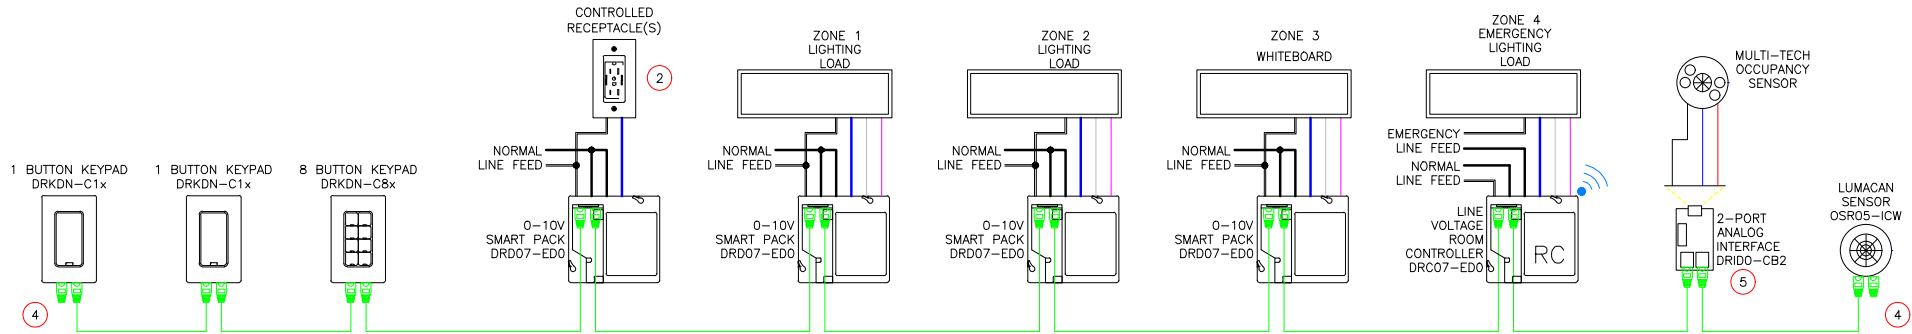 1 BUTTON KEYPAD
DRKDN-C1x
4
1 BUTTON KEYPAD
DRKDN-C1x
8 BUTTON KEYPAD
DRKDN-C8x
CONTROLLED
RECEPTACLE(S)
2
NORMAL
LINE FEED
0-10V
SMART PACK
DRD07-ED0
ZONE 1
LIGHTING
LOAD
NORMAL
LINE FEED
0-10V
SMART PACK
DRD07-ED0
ZONE 2
LIGHTING
LOAD
NORMAL
LINE FEED
0-10V
SMART PACK
DRD07-ED0
ZONE 3
WHITEBOARD
NORMAL
LINE FEED
0-10V
SMART PACK
DRD07-ED0
ZONE 4
EMERGENCY
LIGHTING
LOAD
EMERGENCY
LINE FEED
NORMAL
LINE FEED
LINE
VOLTAGE
ROOM
CONTROLLER
DRC07-ED0
RC
MULTI-TECH
OCCUPANCY
SENSOR
2-PORT
ANALOG
INTERFACE
DRID0-CB2
5
LUMACAN
SENSOR
OSR05-ICW
4